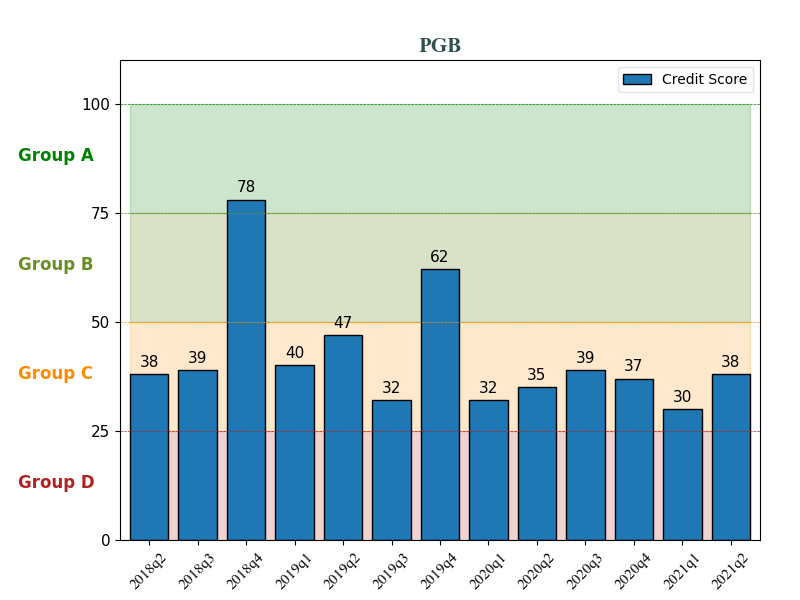 PGB
Credit Score
100
Group A
78
75
Group B
62
50
47
40
39
39
38
38
37
35
32
32
30
Group C
25
Group D
0
2018q2
2018q3
2018q4
2019q1
2019q2
2019q3
2019q4
2020q1
2020q2
2020q3
2020q4
2021q1
2021q2